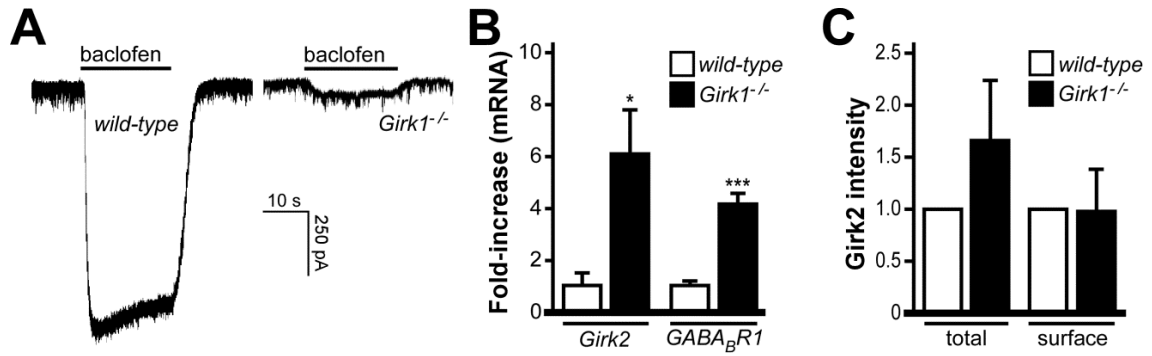 A
baclofen
baclofen
wild-type
Girk1-/-
10 s
250 pA
B
Fold-increase (mRNA)
10
8
6
4
2
0
wild-type
Girk1-/-
*
***
Girk2
GABABR1
C
Girk2 intensity
2.5
2.0
1.5
1.0
0.5
0
wild-type
Girk1-/-
total
surface